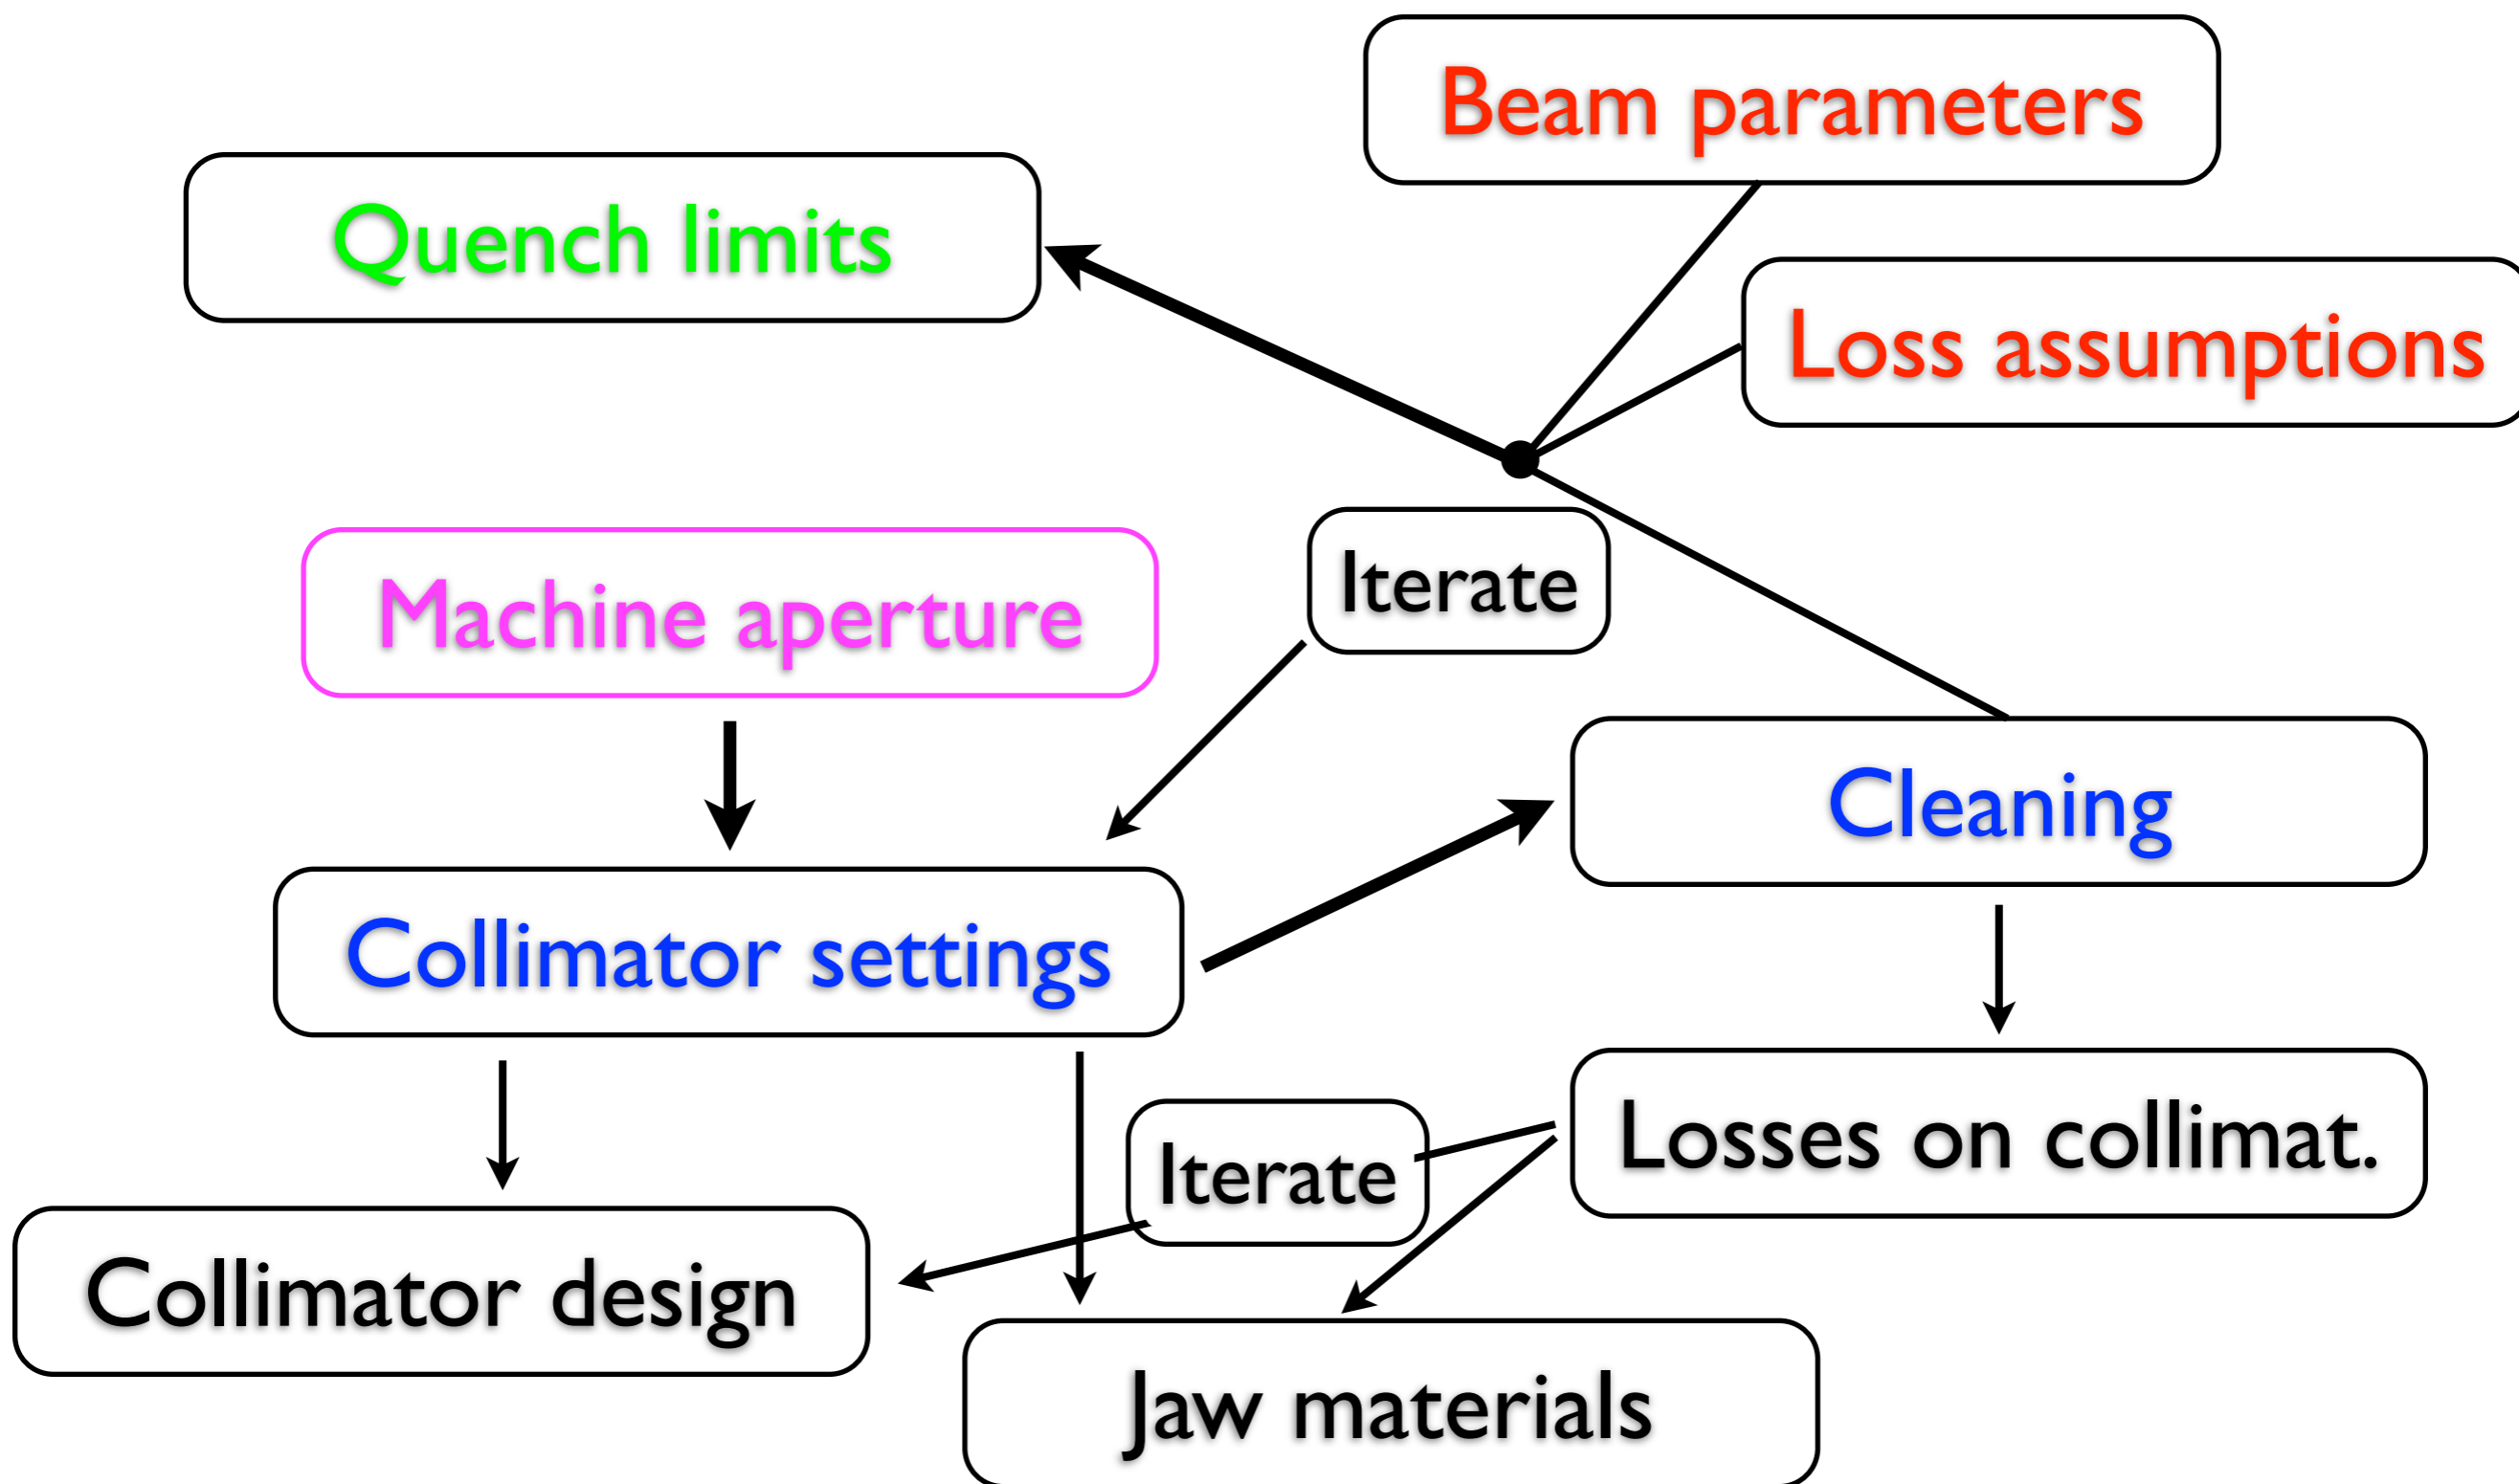 Beam parameters
Quench limits
Loss assumptions
Iterate
Machine aperture
Cleaning
Collimator settings
Losses on collimat.
Iterate
Collimator design
Jaw materials